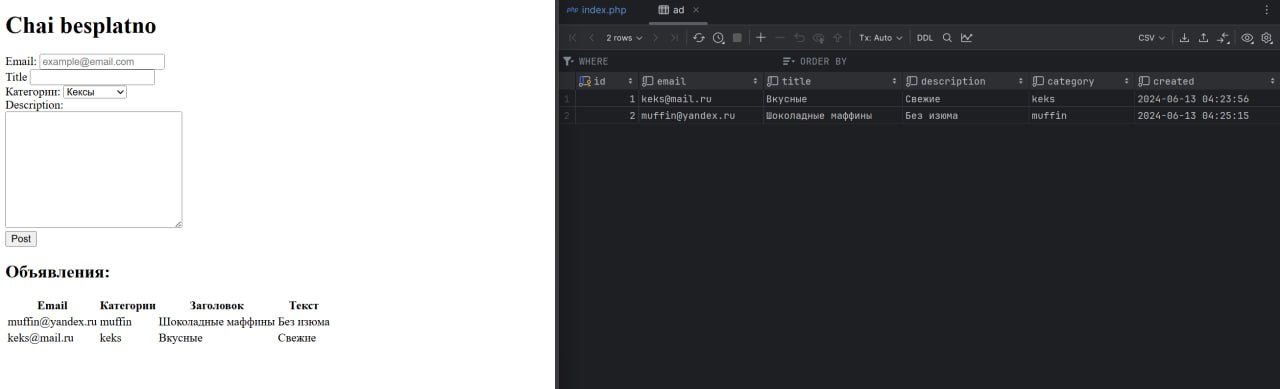 Chai besplatno
Email: example@email.com
Title
Категории: Кексы
Description:
Post
Объявления:
Email Категории Заголовок Текст
muffin@yandex.ru muffin Шоколадные маффины Без изюма
keks@mail.ru keks Вкусные Свежие
php index.php ad
2 rows Tx: Auto DDL CSV
WHERE ORDER BY
id email title description category created
1 1 keks@mail.ru Вкусные Свежие keks 2024-06-13 04:23:56
2 2 muffin@yandex.ru Шоколадные маффины Без изюма muffin 2024-06-13 04:25:15